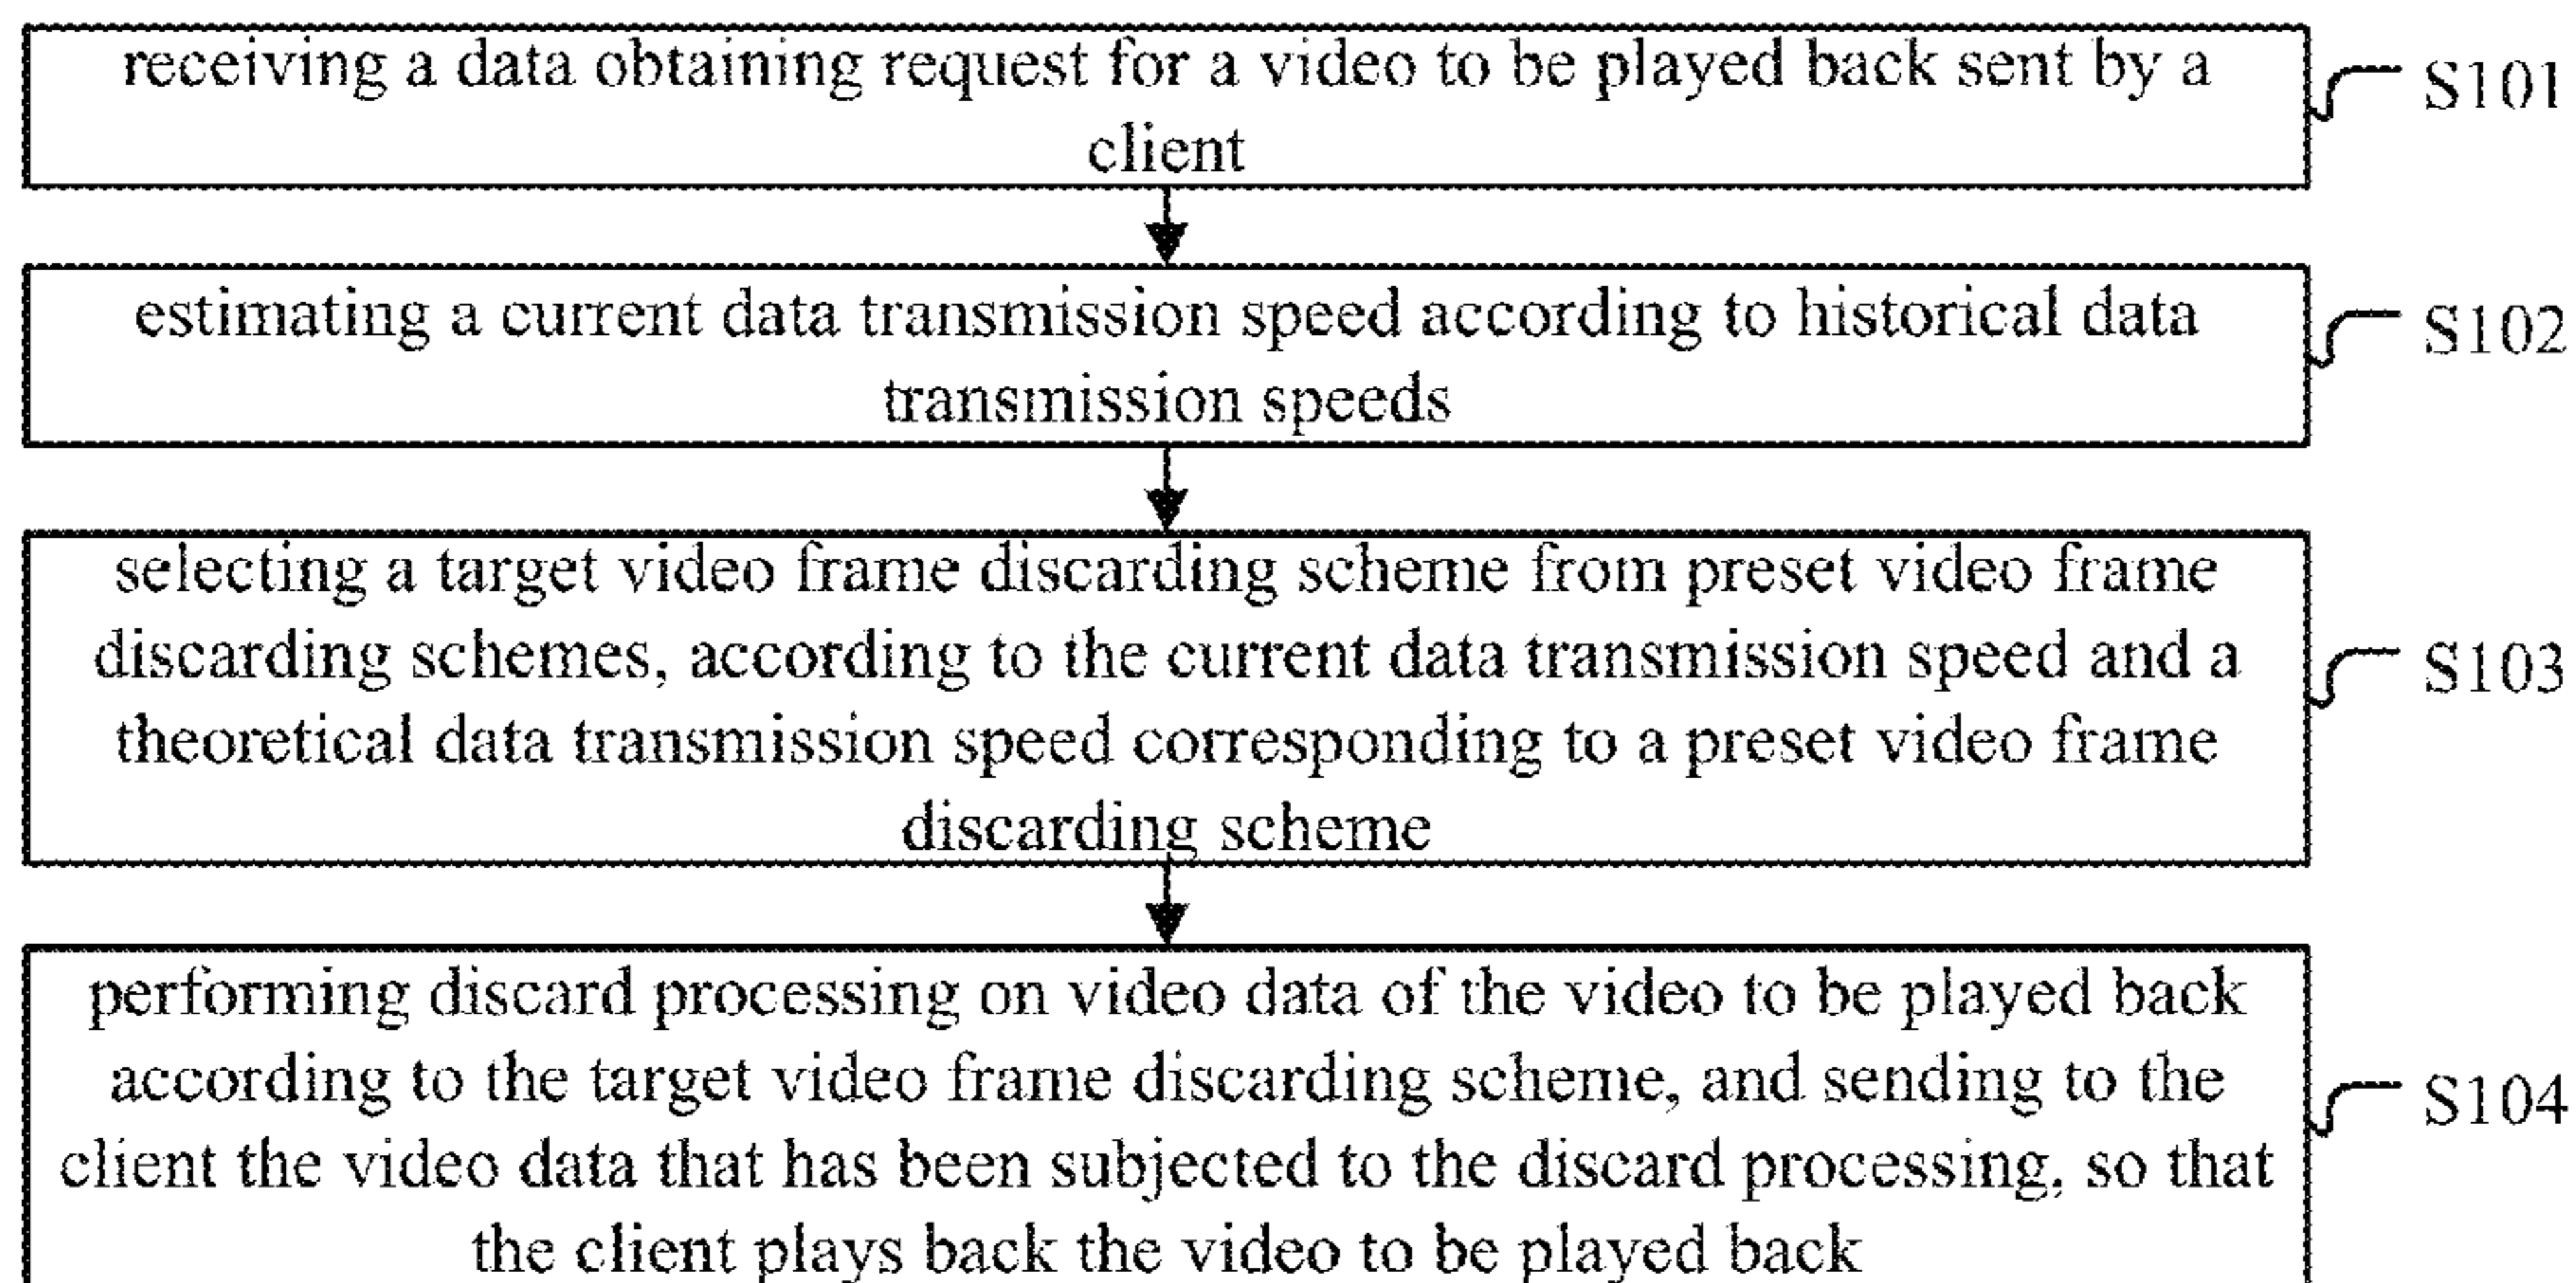 receiving a data obtaining request for a video to be played back sent by a
client
S101
estimating a current data transmission speed according to historical data
transmission speeds
S102
selecting a target video frame discarding scheme from preset video frame
discarding schemes, according to the current data transmission speed and a
theoretical data transmission speed corresponding to a preset video frame
discarding scheme
S103
performing discard processing on video data of the video to be played back
according to the target video frame discarding scheme, and sending to the
client the video data that has been subjected to the discard processing, so that
the client plays back the video to be played back
S104